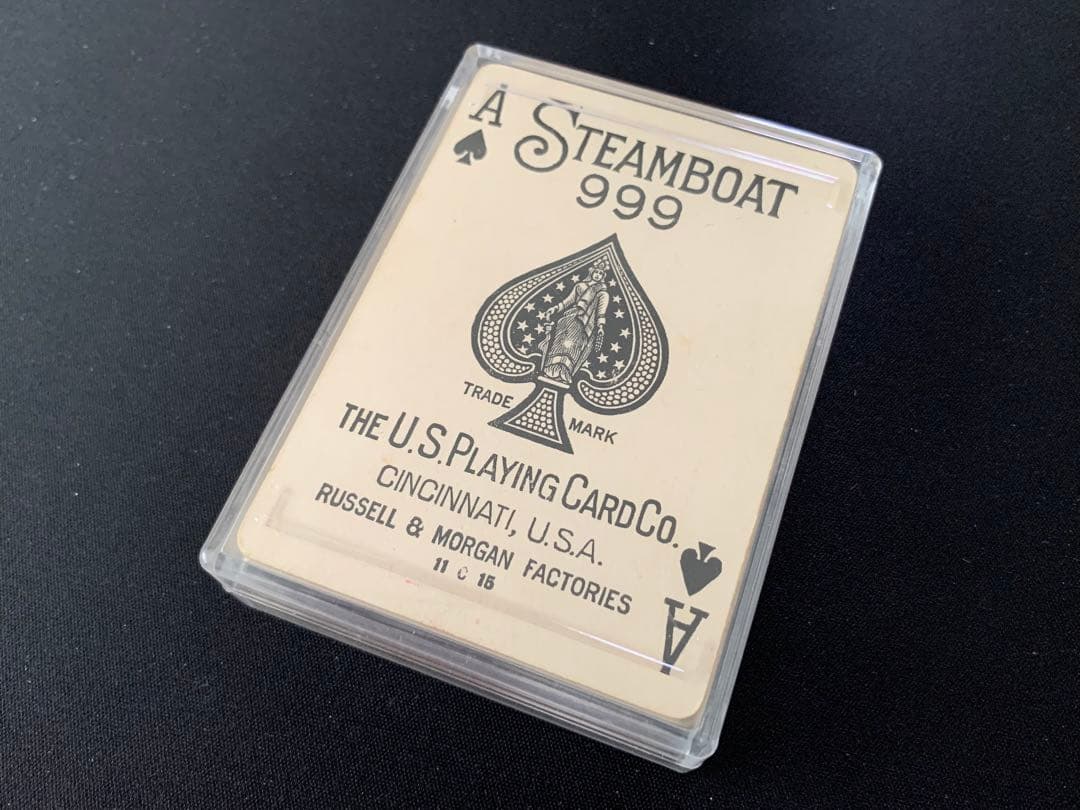 A STEAMBOAT
999
TRADE MARK
THE U.S. PLAYING CARD CO.
CINCINNATI, U.S.A.
RUSSELL & MORGAN FACTORIES
11 C 15
A